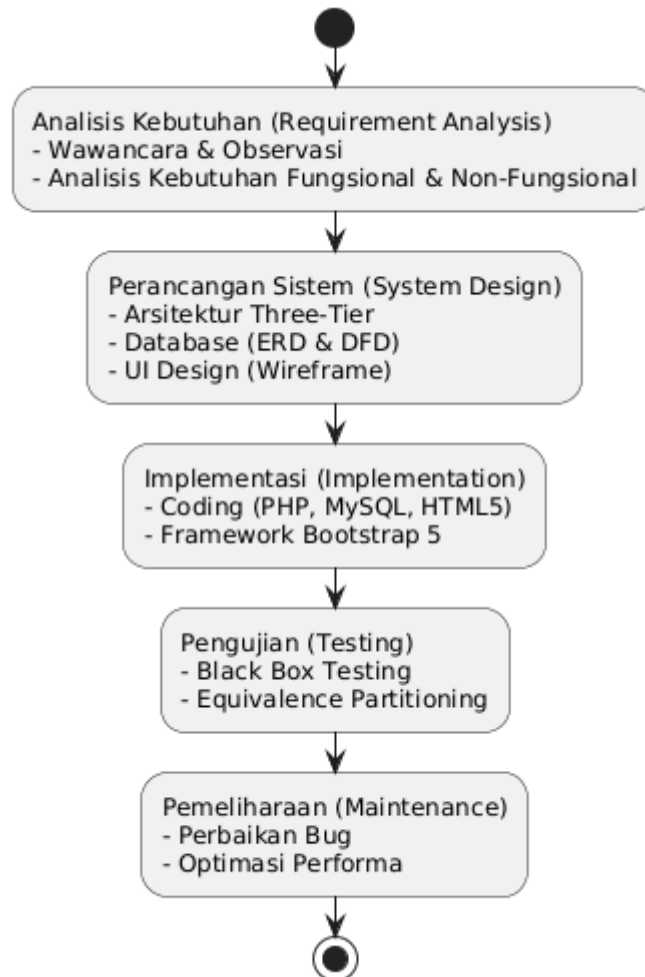 Analisis Kebutuhan (Requirement Analysis)
- Wawancara & Observasi
- Analisis Kebutuhan Fungsional & Non-Fungsional
Perancangan Sistem (System Design)
- Arsitektur Three-Tier
- Database (ERD & DFD)
- UI Design (Wireframe)
Implementasi (Implementation)
- Coding (PHP, MySQL, HTML5)
- Framework Bootstrap 5
Pengujian (Testing)
- Black Box Testing
- Equivalence Partitioning
Pemeliharaan (Maintenance)
- Perbaikan Bug
- Optimasi Performa